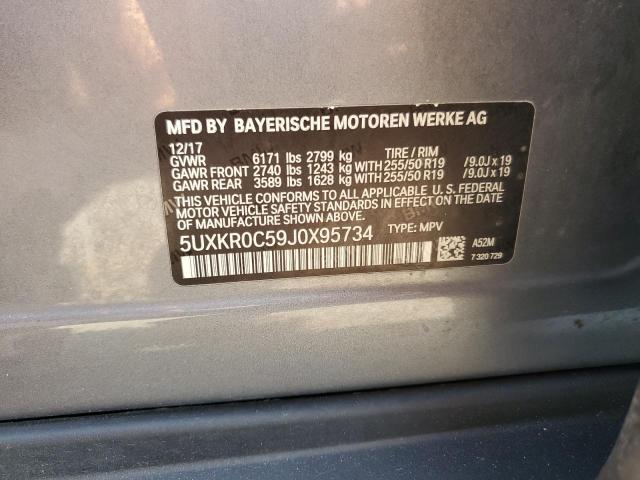 MFD BY BAYERISCHE MOTOREN WERKE AG
12/17
GVWR 6171 lbs 2799 kg TIRE / RIM
GAWR FRONT 2740 lbs 1243 kg WITH 255/50 R19 /9.0J x 19
GAWR REAR 3589 lbs 1628 kg WITH 255/50 R19 /9.0J x 19
THIS VEHICLE CONFORMS TO ALL APPLICABLE U.S. FEDERAL
MOTOR VEHICLE SAFETY STANDARDS IN EFFECT ON THE DATE
OF MANUFACTURE SHOWN ABOVE.
5UXKR0C59J0X95734 TYPE: MPV
A52M
7 320 729